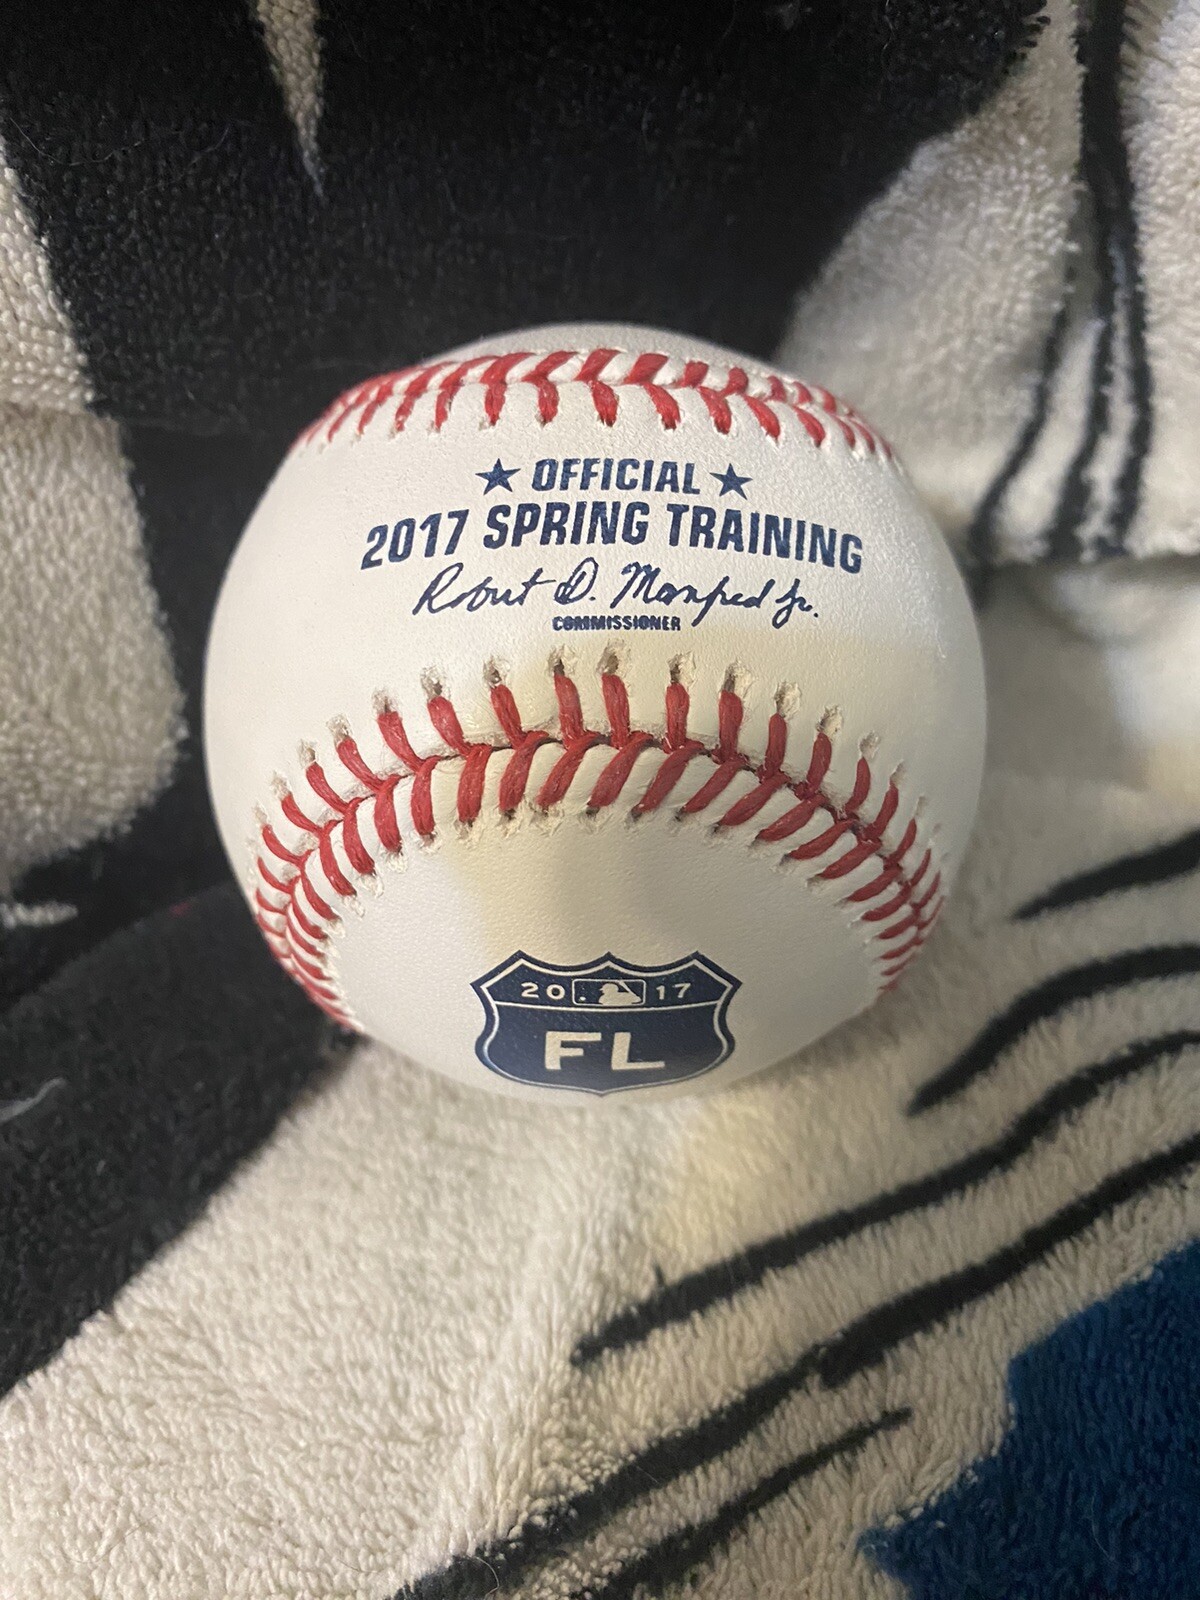 ★ OFFICIAL ★
2017 SPRING TRAINING
Robert D. Manfred Jr.
COMMISSIONER
20 17
FL